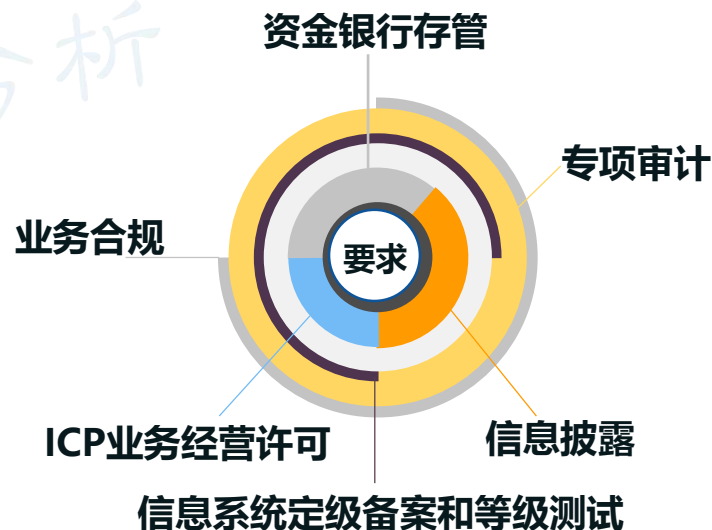 资金银行存管
专项审计
业务合规
要求
ICP业务经营许可
信息披露
信息系统定级备案和等级测试